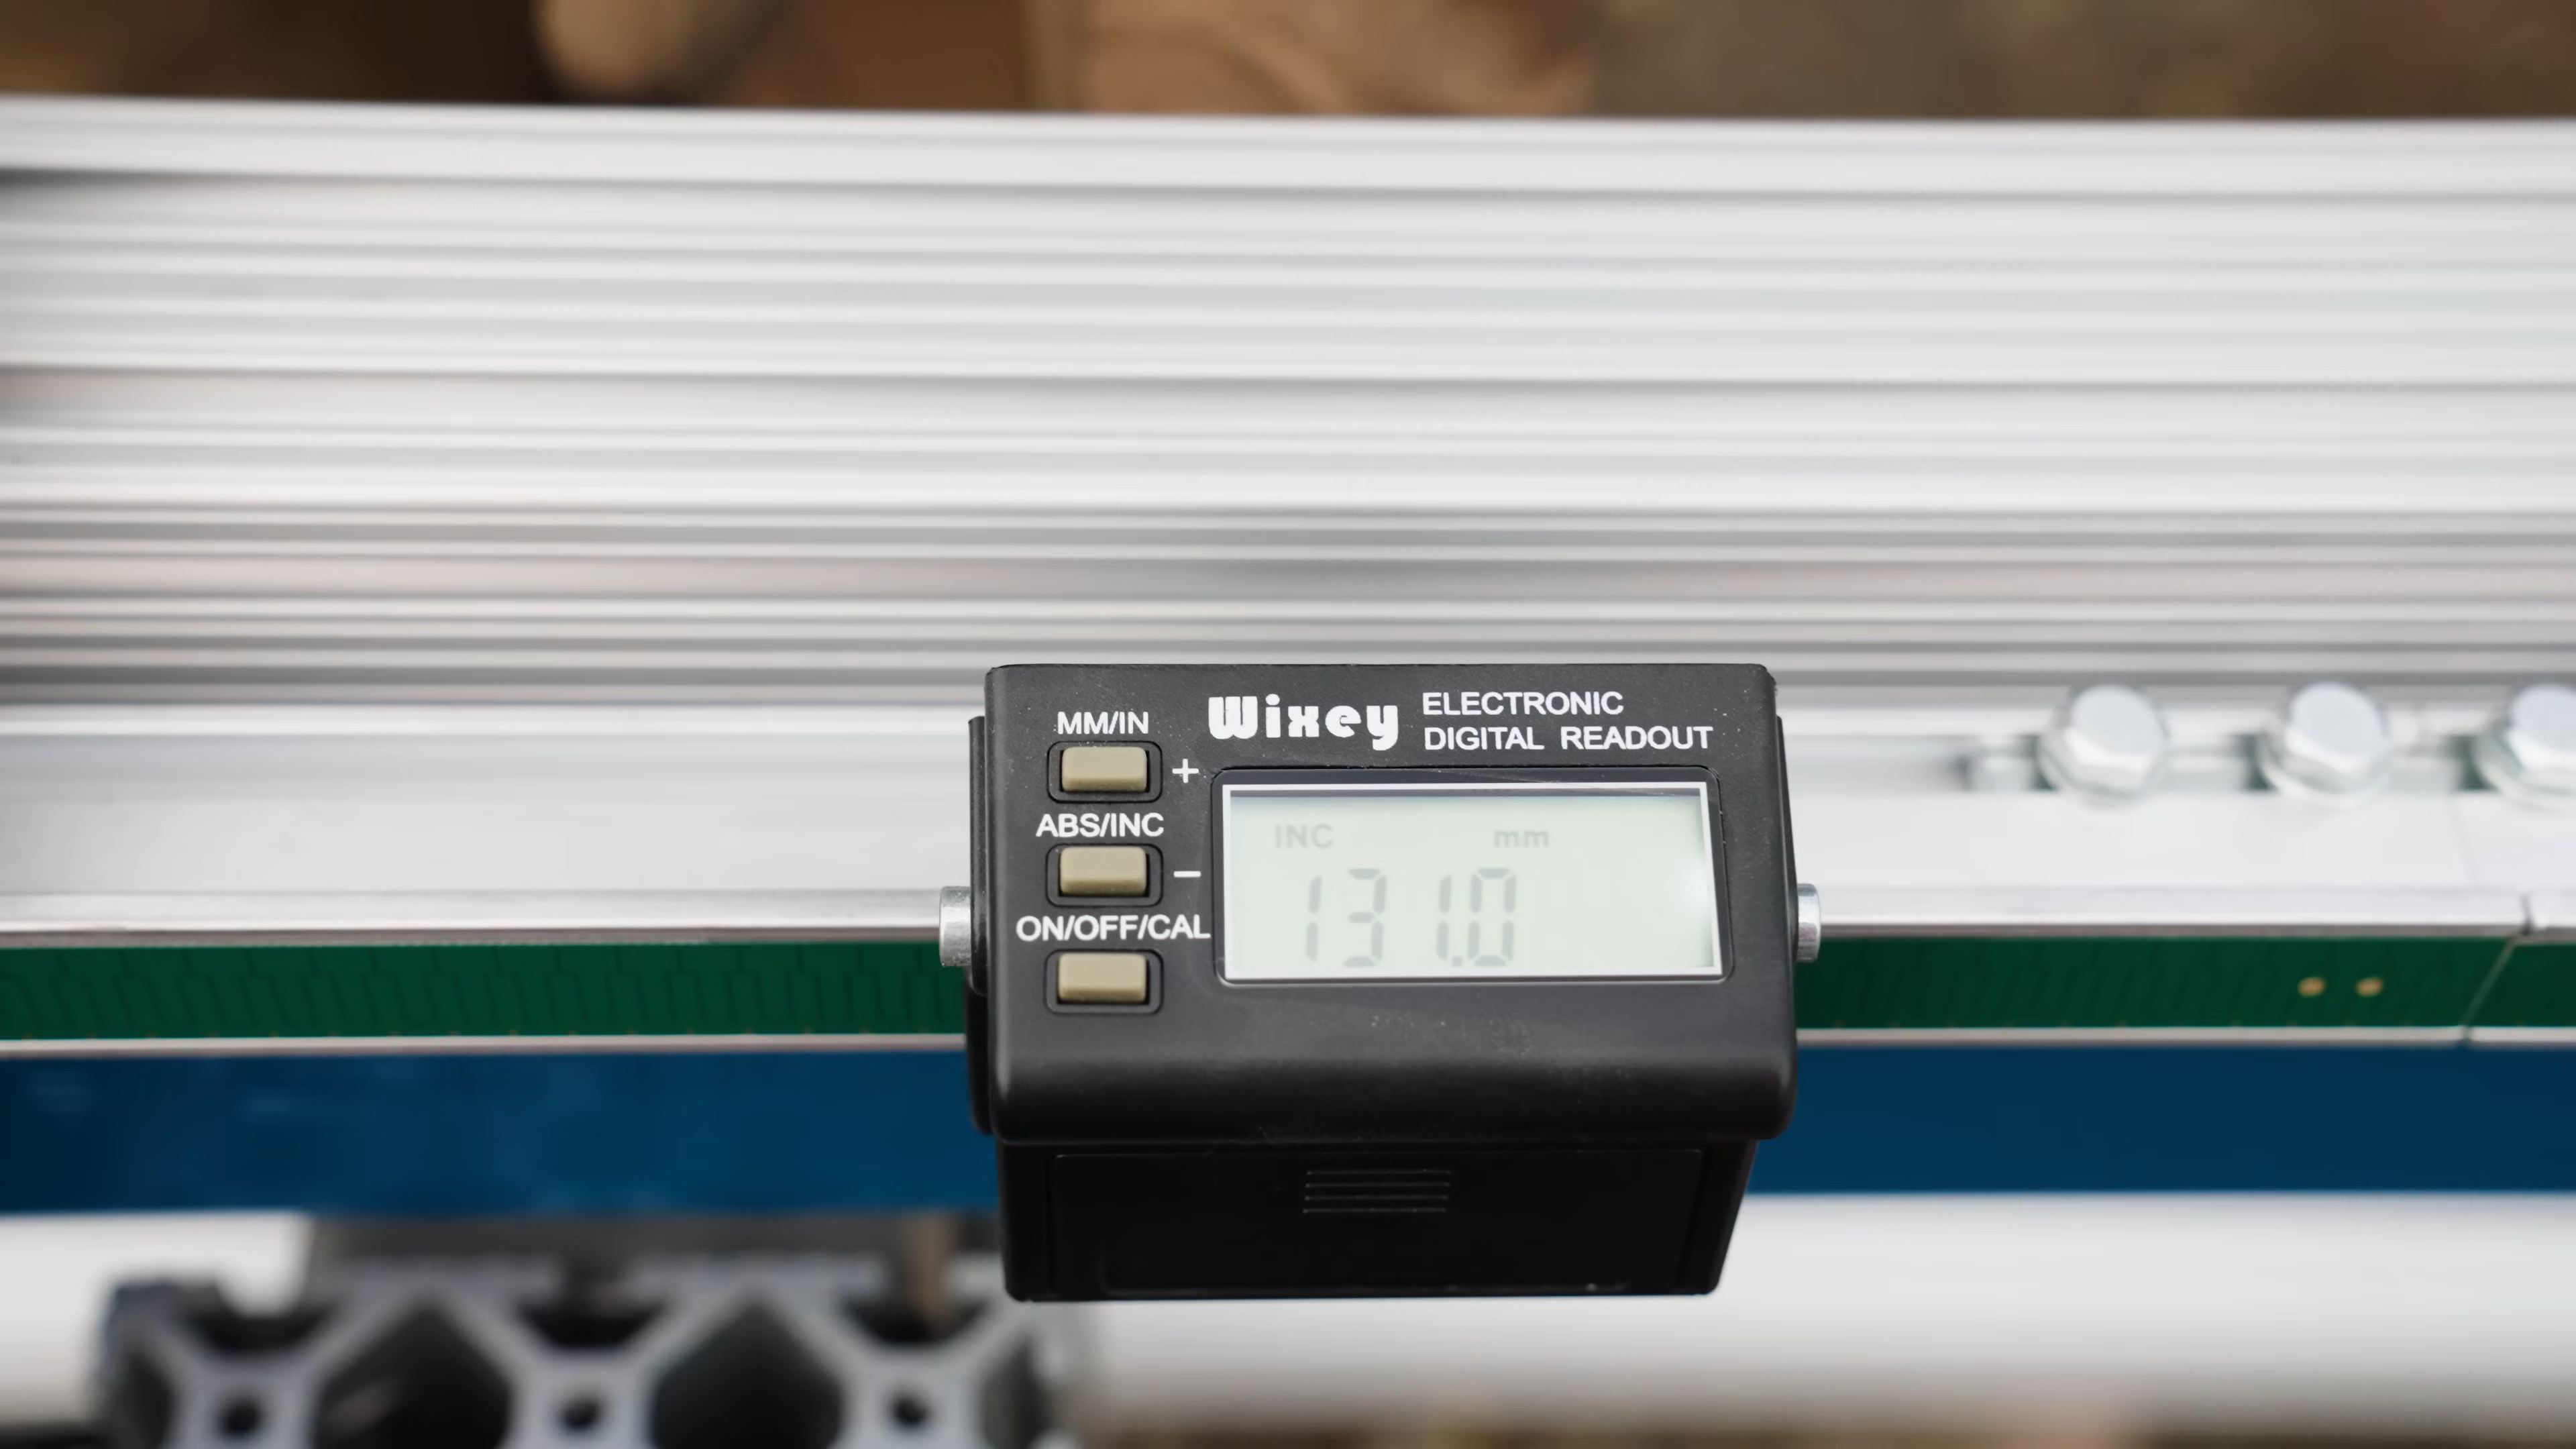 MM/IN
Wixey
ELECTRONIC
DIGITAL READOUT
+
ABS/INC
-
ON/OFF/CAL
INC mm
131.0